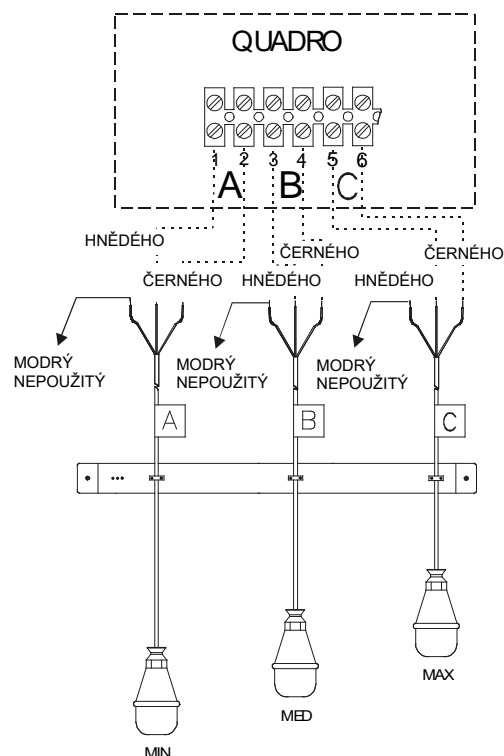 QUADRO
1 2 3 4 5 6
A B C
HNĚDÉHO
ČERNÉHO
HNĚDÉHO
ČERNÉHO
HNĚDÉHO
ČERNÉHO
MODRÝ
NEPOUŽITÝ
MODRÝ
NEPOUŽITÝ
MODRÝ
NEPOUŽITÝ
A
B
C
MAX
MED
MIN